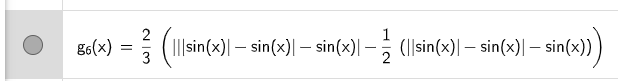 g₆(x) = 2/3 (|||sin(x)| − sin(x)| − sin(x)| − 1/2 (||sin(x)| − sin(x)| − sin(x)))